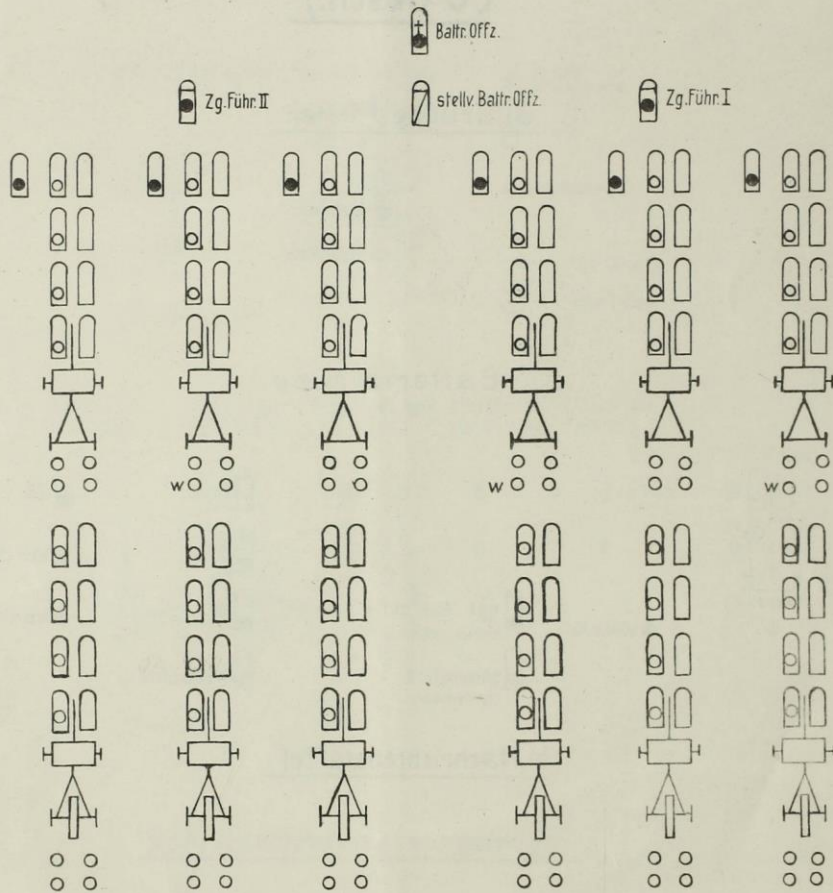 Battr. Offz.
Zg. Führ. II
stellv. Battr. Offz.
Zg. Führ. I
w
w
w